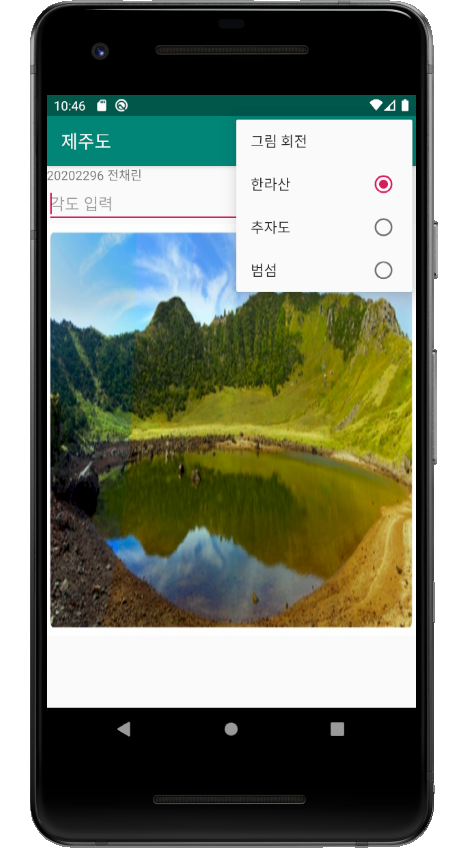 10:46
제주도
그림 회전
한라산
추자도
범섬
20202296 전채린
각도 입력